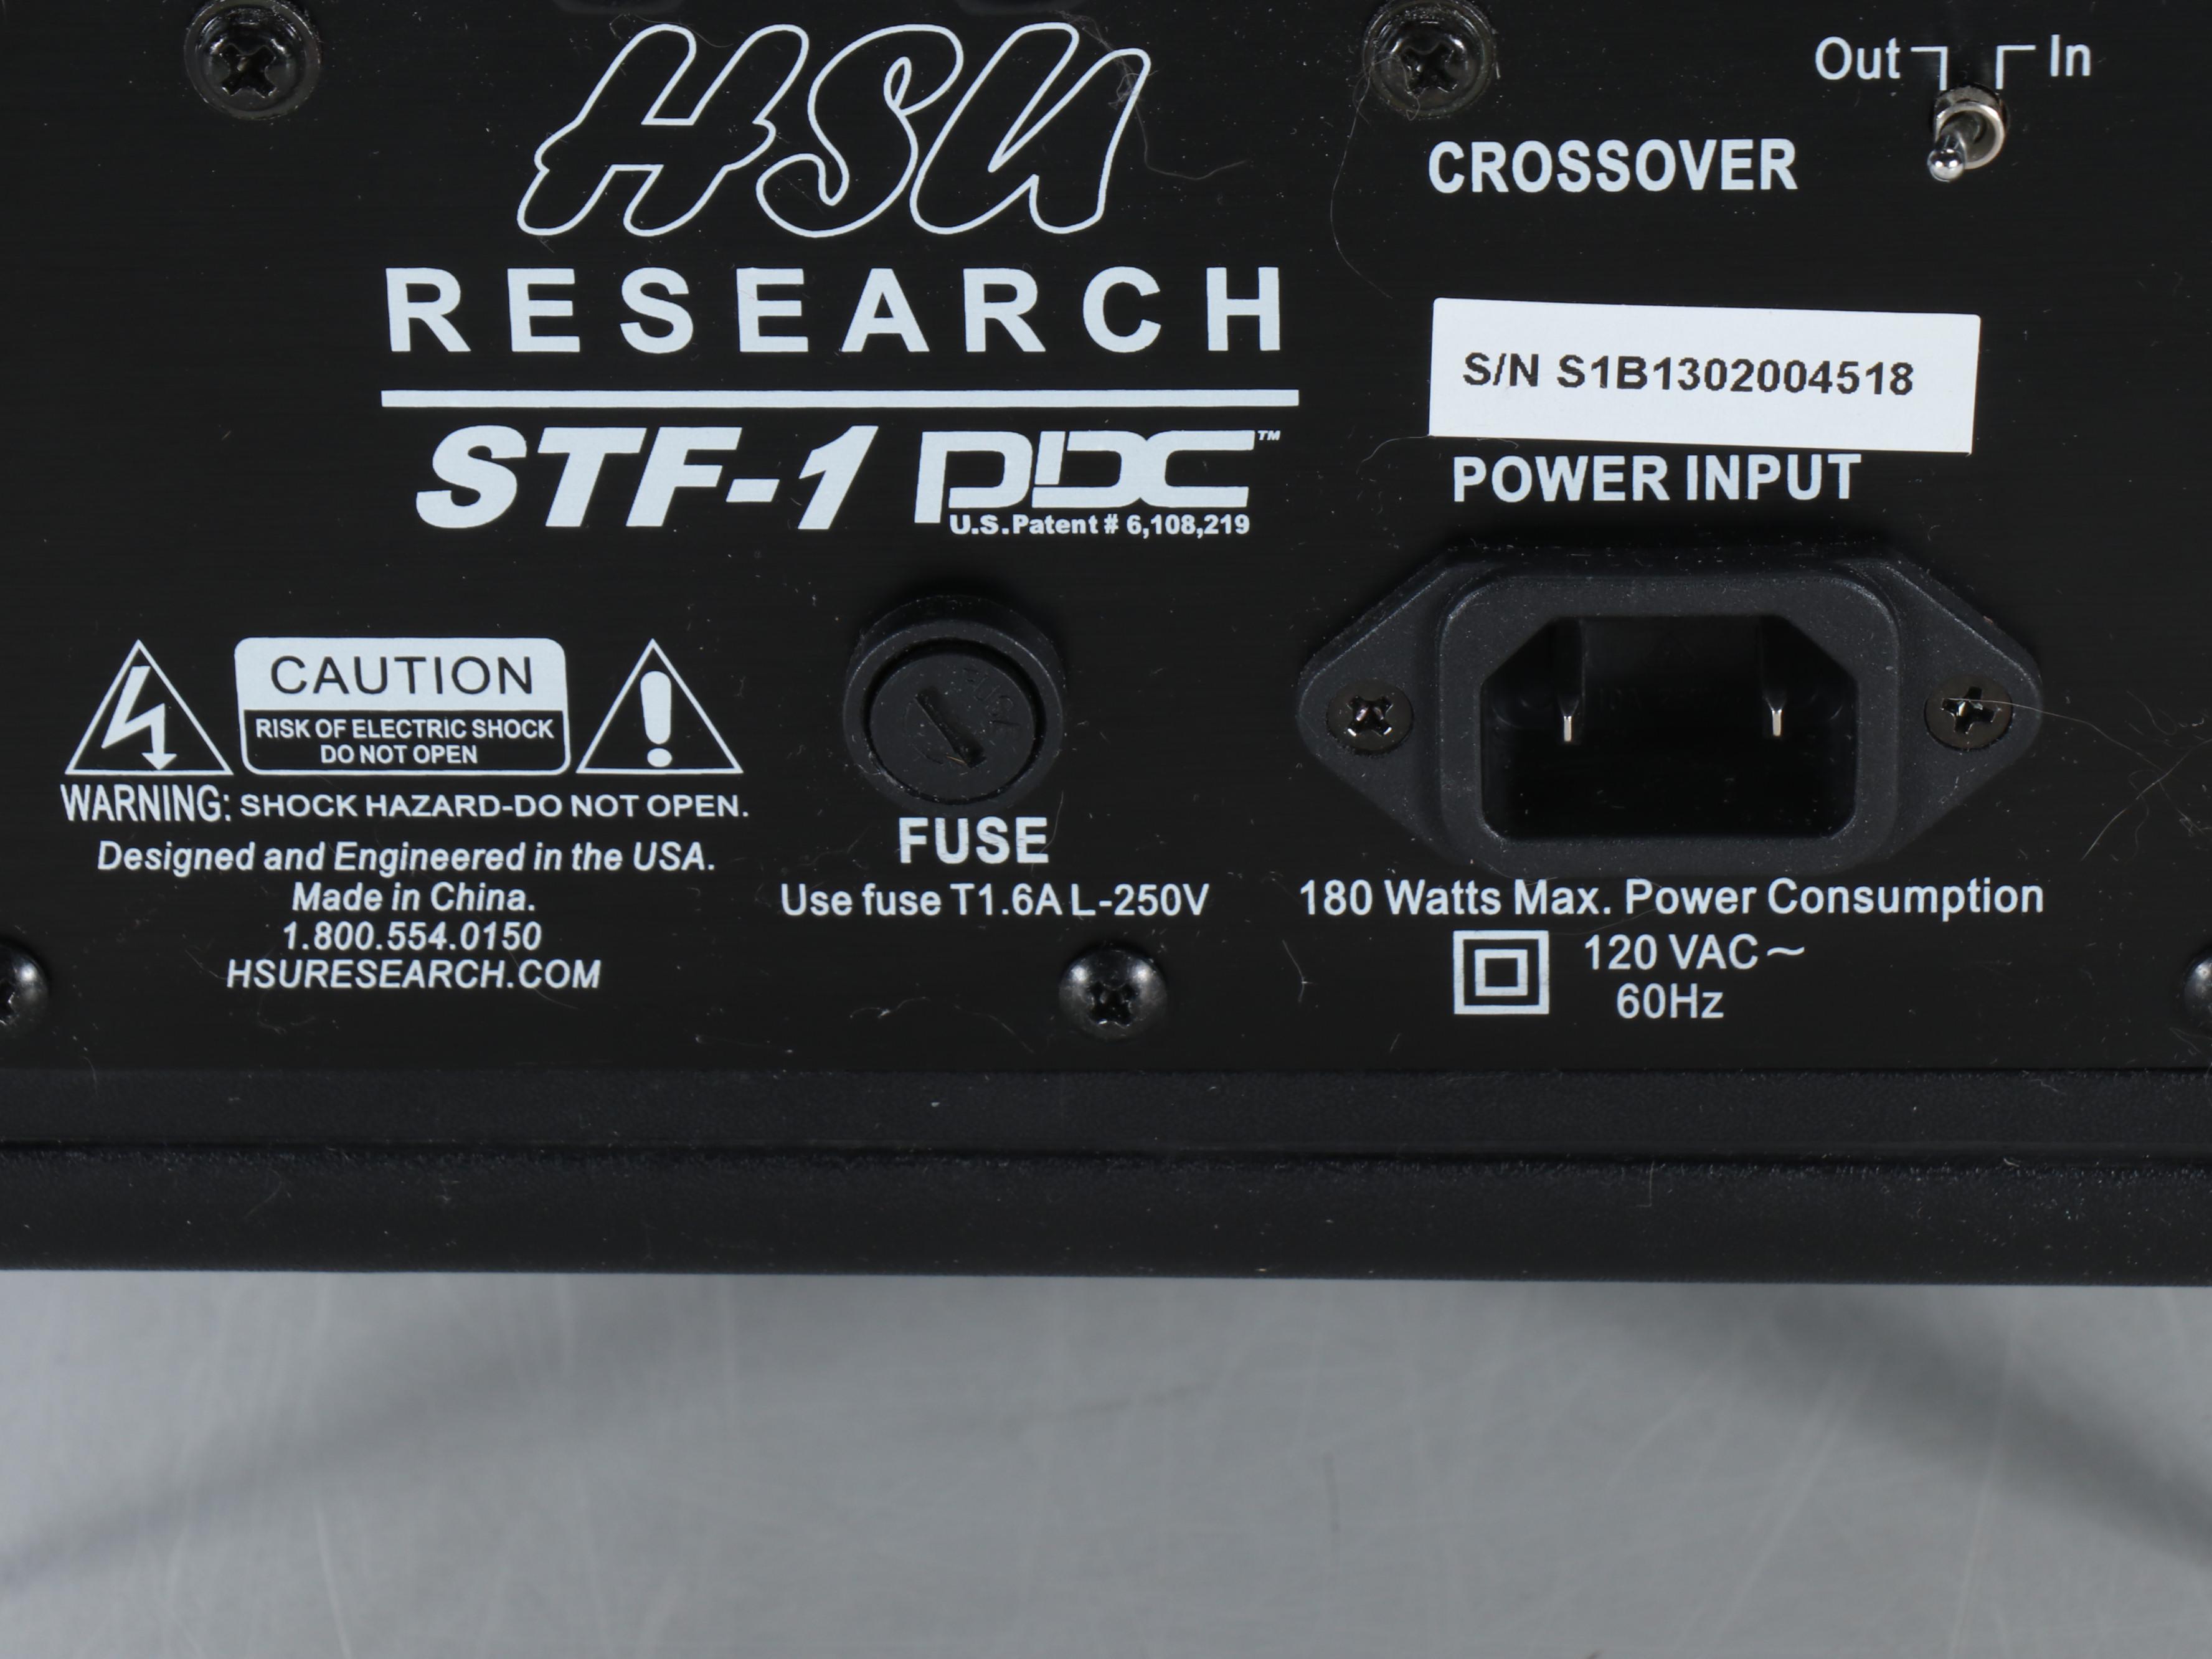 HSU
RESEARCH
STF-1 PDC™
U.S. Patent # 6,108,219
Out In
CROSSOVER
S/N S1B1302004518
POWER INPUT
CAUTION
RISK OF ELECTRIC SHOCK
DO NOT OPEN
WARNING: SHOCK HAZARD-DO NOT OPEN.
Designed and Engineered in the USA.
Made in China.
1.800.554.0150
HSURESEARCH.COM
FUSE
FUSE
Use fuse T1.6A L-250V
180 Watts Max. Power Consumption
120 VAC~
60Hz